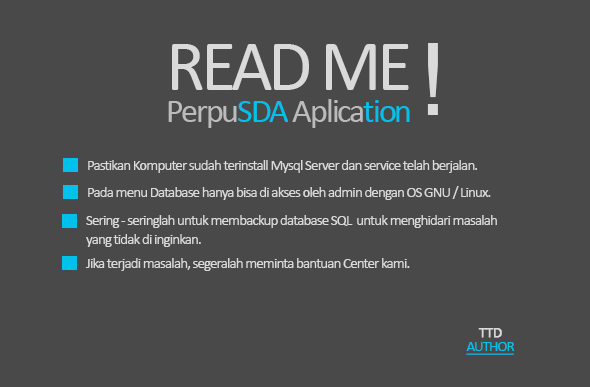 READ ME !
PerpuSDA Aplication
Pastikan Komputer sudah terinstall Mysql Server dan service telah berjalan.
Pada menu Database hanya bisa di akses oleh admin dengan OS GNU / Linux.
Sering - seringlah untuk membackup database SQL untuk menghidari masalah
yang tidak di inginkan.
Jika terjadi masalah, segeralah meminta bantuan Center kami.
TTD
AUTHOR